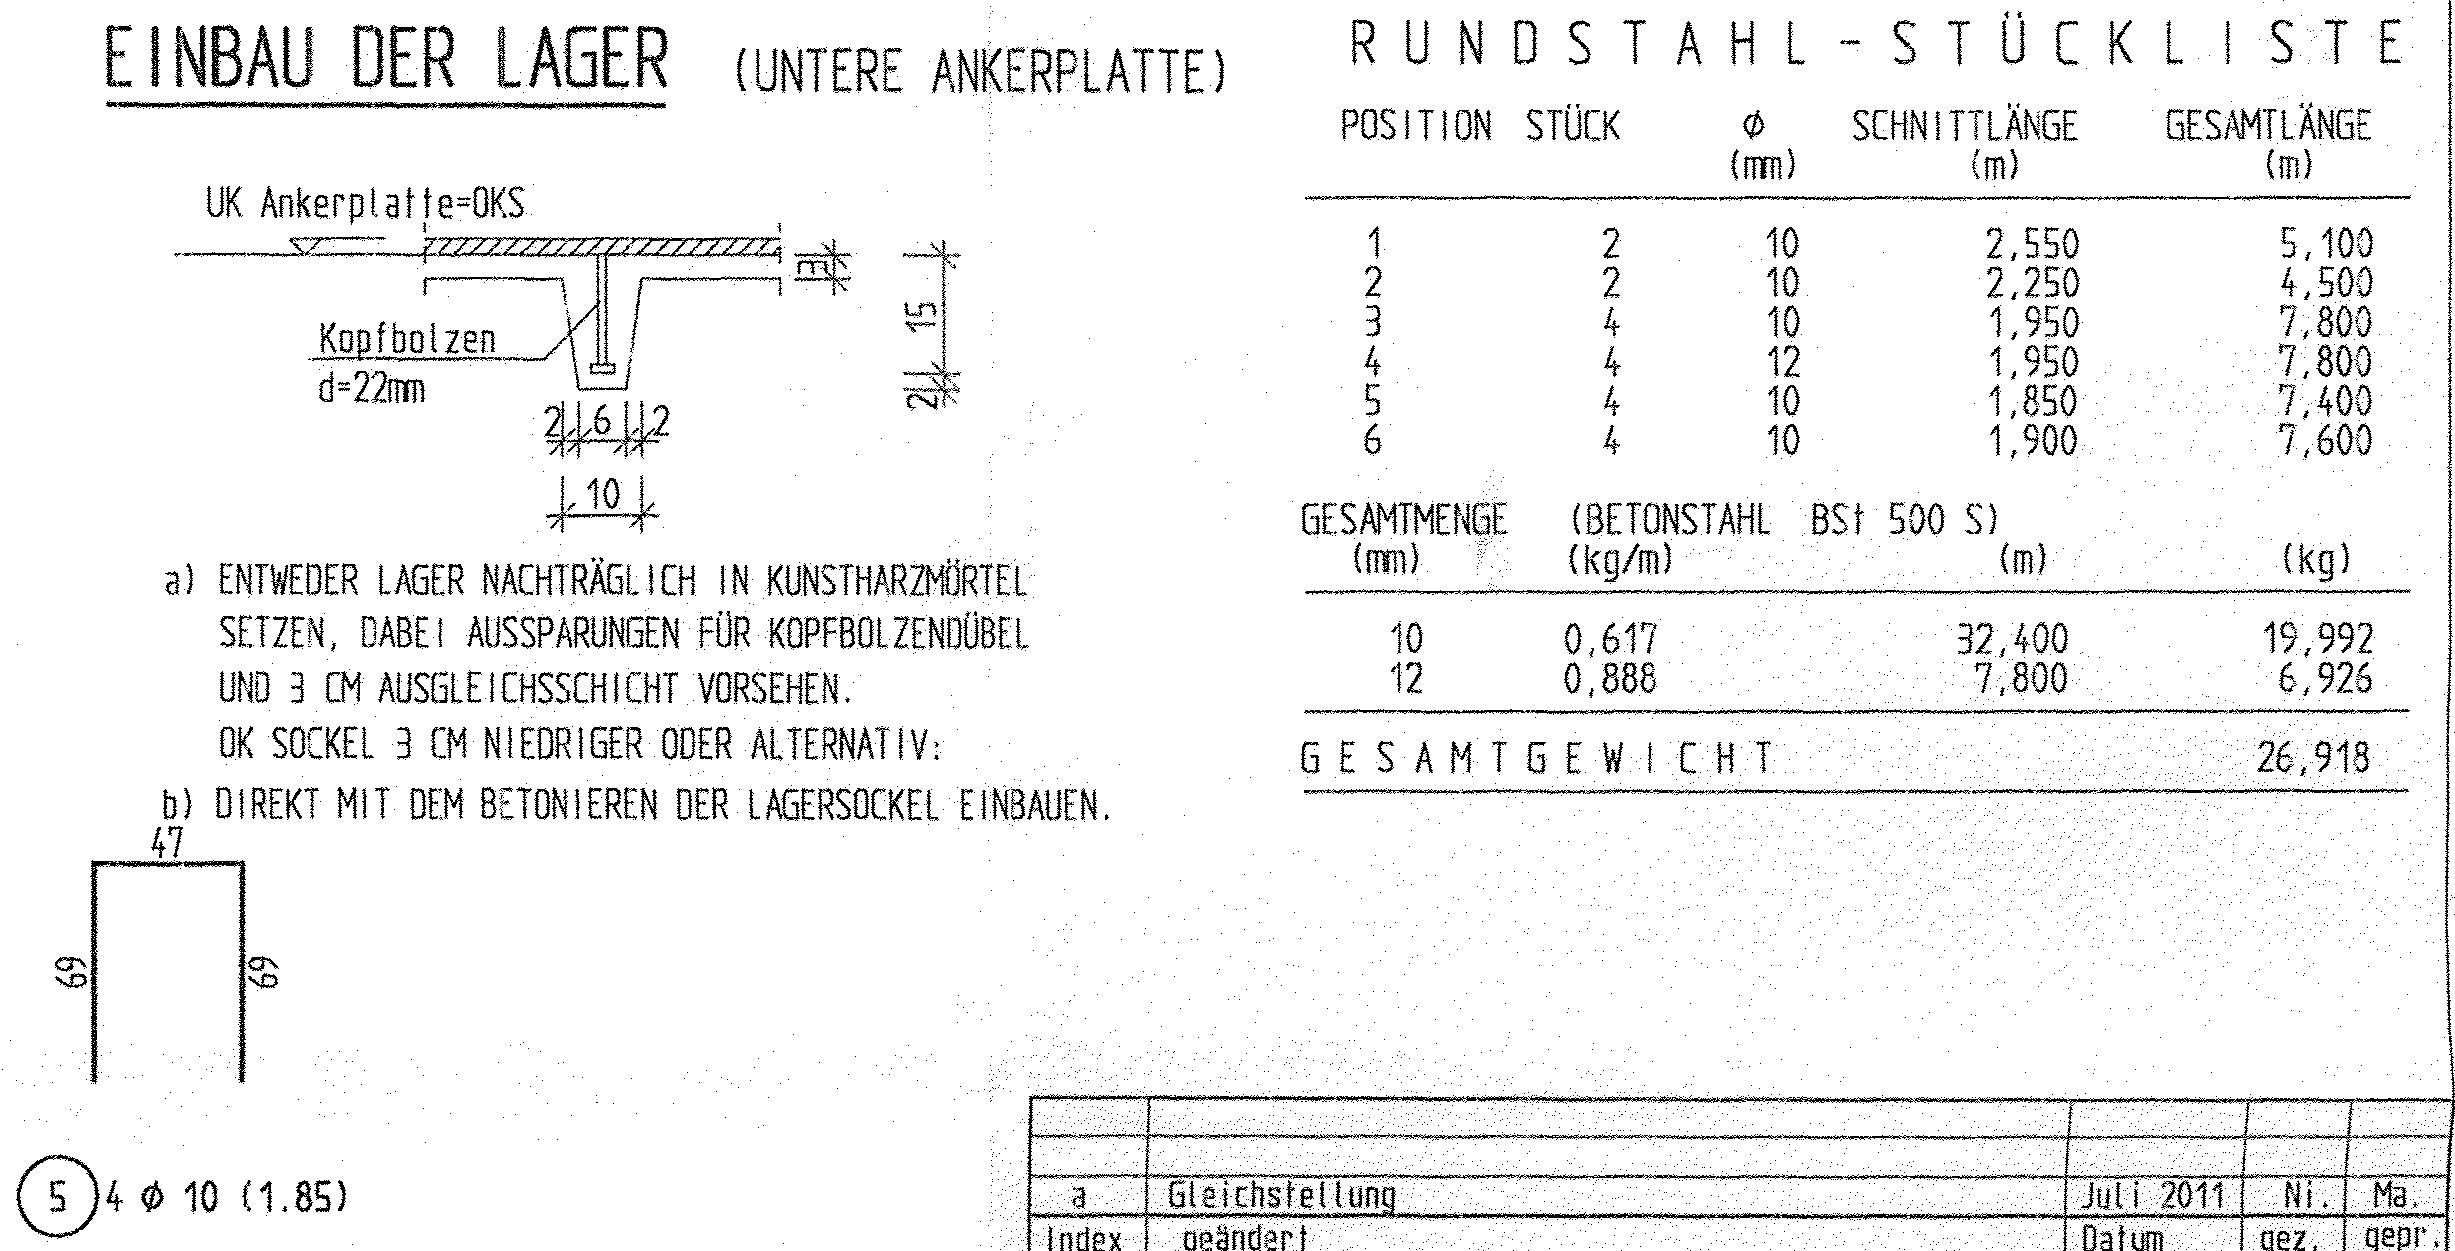 EINBAU DER LAGER (UNTERE ANKERPLATTE)
UK Ankerplatte=OKS
3
15
2
Kopfbolzen
d=22mm
2 6 2
10
a) ENTWEDER LAGER NACHTRÄGLICH IN KUNSTHARZMÖRTEL
SETZEN, DABEI AUSSPARUNGEN FÜR KOPFBOLZENDÜBEL
UND 3 CM AUSGLEICHSSCHICHT VORSEHEN.
OK SOCKEL 3 CM NIEDRIGER ODER ALTERNATIV:
b) DIREKT MIT DEM BETONIEREN DER LAGERSOCKEL EINBAUEN.
47
69 69
5 4 ø 10 (1.85)
RUNDSTAHL-STÜCKLISTE
POSITION STÜCK ø SCHNITTLÄNGE GESAMTLÄNGE
(mm) (m) (m)
1 2 10 2,550 5,100
2 2 10 2,250 4,500
3 4 10 1,950 7,800
4 4 12 1,950 7,800
5 4 10 1,850 7,400
6 4 10 1,900 7,600
GESAMTMENGE (BETONSTAHL BSt 500 S)
(mm) (kg/m) (m) (kg)
10 0,617 32,400 19,992
12 0,888 7,800 6,926
GESAMTGEWICHT 26,918
a Gleichstellung Juli 2011 Ni. Ma.
Index geändert Datum gez. gepr.